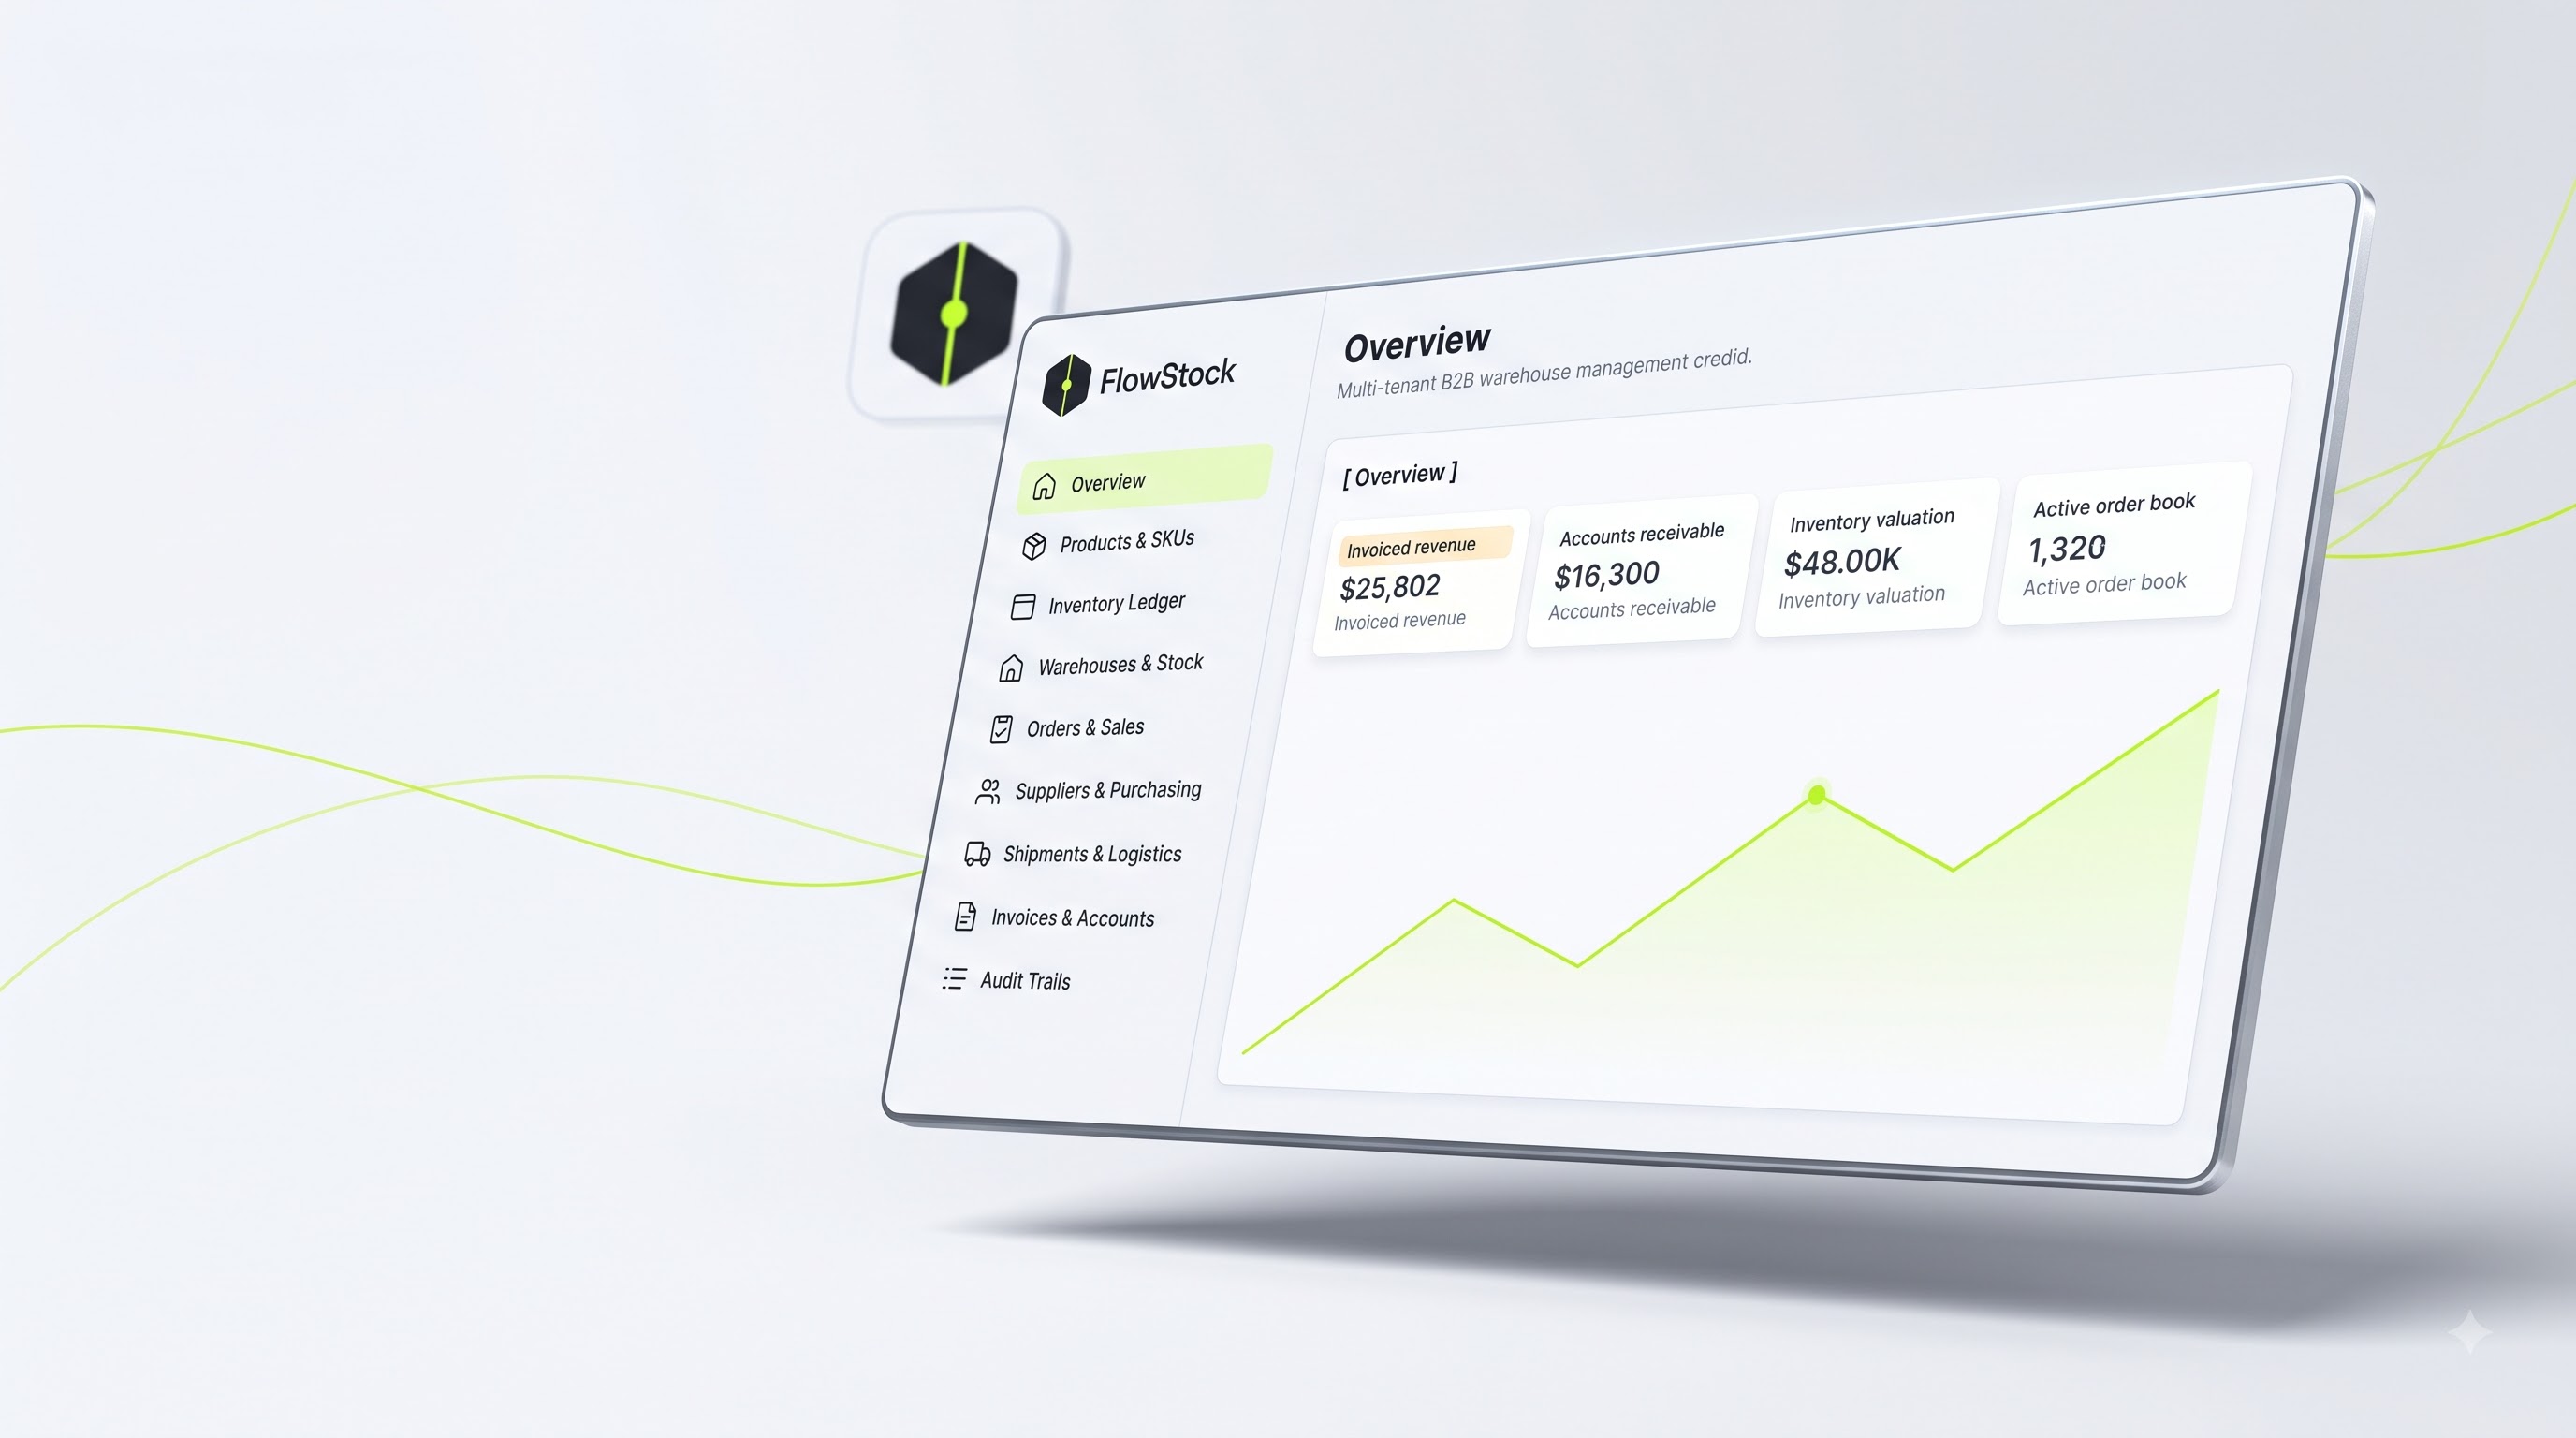 FlowStock
Overview
Products & SKUs
Inventory Ledger
Warehouses & Stock
Orders & Sales
Suppliers & Purchasing
Shipments & Logistics
Invoices & Accounts
Audit Trails
Overview
Multi-tenant B2B warehouse management credid.
[ Overview ]
Invoiced revenue
$25,802
Invoiced revenue
Accounts receivable
$16,300
Accounts receivable
Inventory valuation
$48.00K
Inventory valuation
Active order book
1,320
Active order book